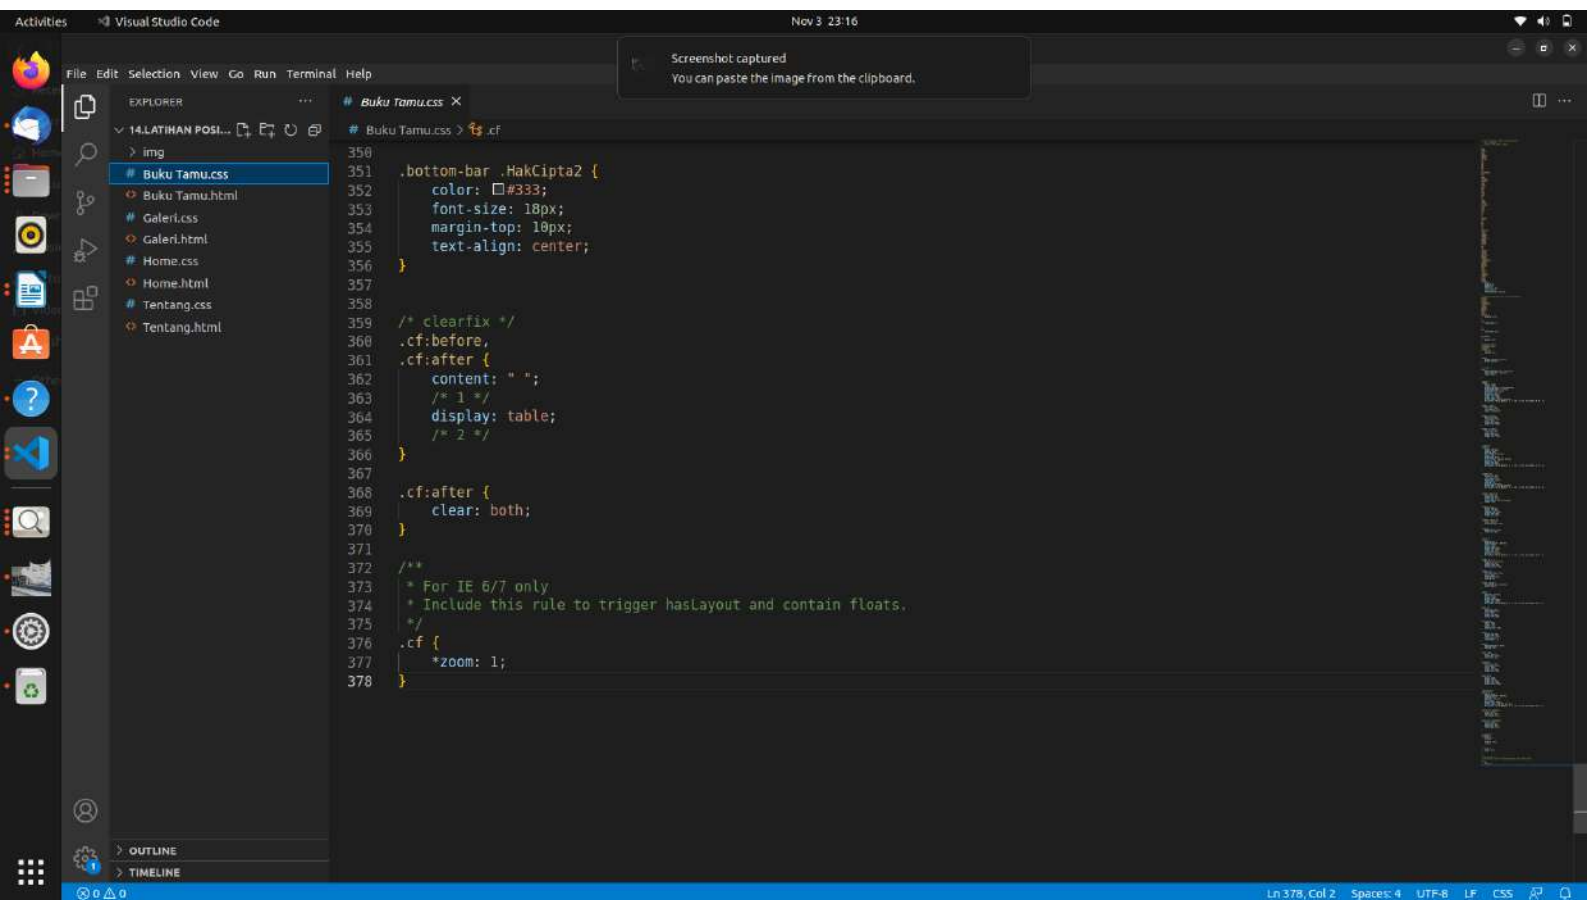 Activities
Visual Studio Code
Nov 3 23:16
Screenshot captured
You can paste the image from the clipboard.
File Edit Selection View Go Run Terminal Help
EXPLORER
14.LATIHAN POSI...
img
# Buku Tamu.css
<> Buku Tamu.html
# Galeri.css
<> Galeri.html
# Home.css
<> Home.html
# Tentang.css
<> Tentang.html
OUTLINE
TIMELINE
# Buku Tamu.css
# Buku Tamu.css > .cf
350
351 .bottom-bar .HakCipta2 {
352 color: #333;
353 font-size: 18px;
354 margin-top: 10px;
355 text-align: center;
356 }
357
358
359 /* clearfix */
360 .cf:before,
361 .cf:after {
362 content: " ";
363 /* 1 */
364 display: table;
365 /* 2 */
366 }
367
368 .cf:after {
369 clear: both;
370 }
371
372 /**
373 * For IE 6/7 only
374 * Include this rule to trigger hasLayout and contain floats.
375 */
376 .cf {
377 *zoom: 1;
378 }
1
0 0
Ln 378, Col 2 Spaces: 4 UTF-8 LF CSS